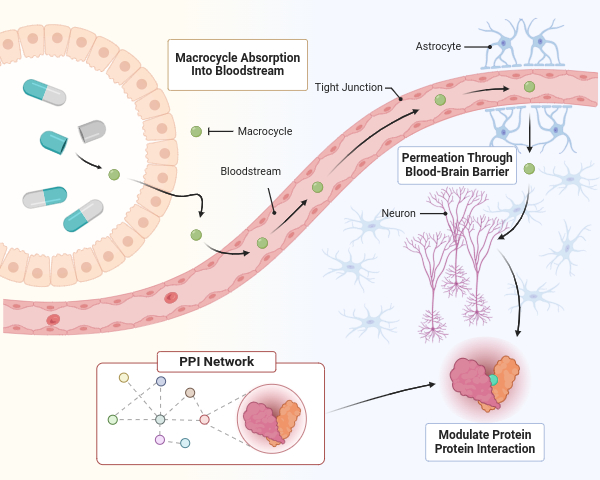 Macrocycle Absorption
Into Bloodstream
Astrocyte
Tight Junction
Macrocycle
Bloodstream
Permeation Through
Blood-Brain Barrier
Neuron
PPI Network
Modulate Protein
Protein Interaction